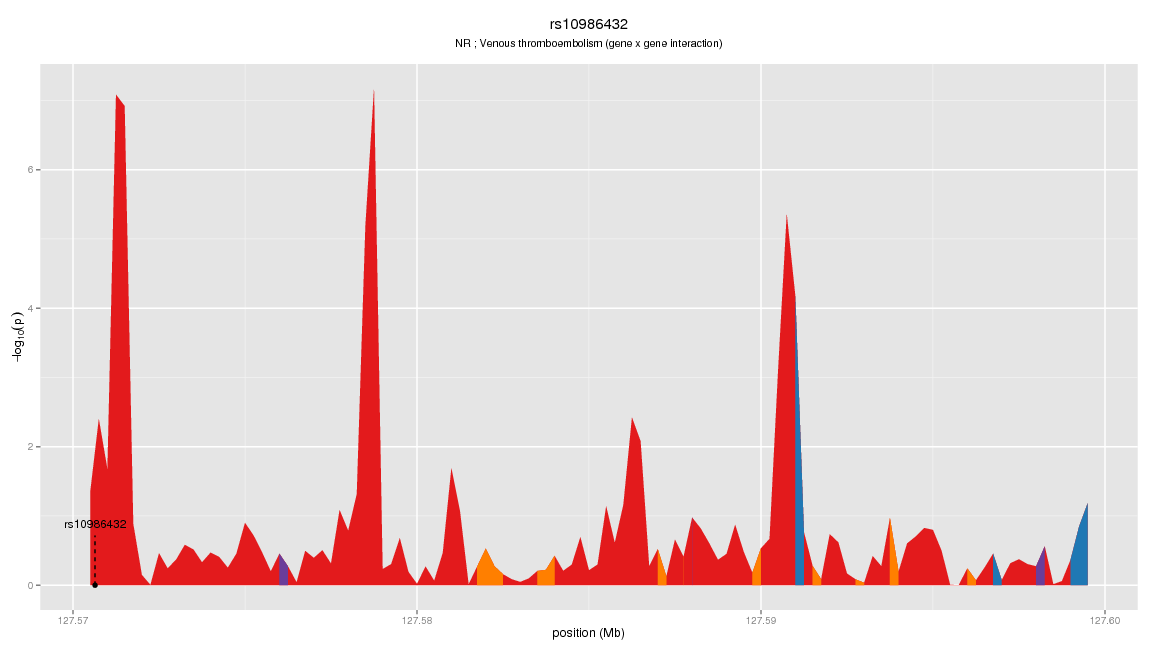 rs10986432
NR ; Venous thromboembolism (gene x gene interaction)
6
4
2
0
−log10(p)
rs10986432
127.57
127.58
127.59
127.60
position (Mb)